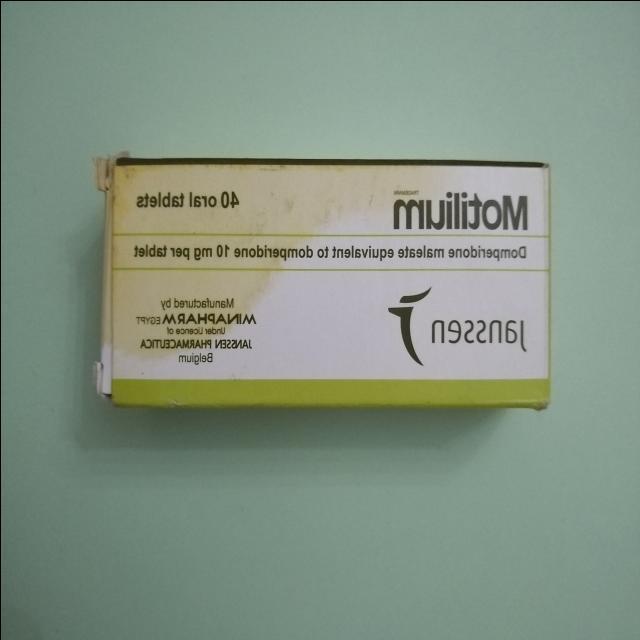 Motilium
TRADEMARK
40 oral tablets
Domperidone maleate equivalent to domperidone 10 mg per tablet
janssen
Manufactured by
MINAPHARM EGYPT
Under Licence of
JANSSEN PHARMACEUTICA
Belgium